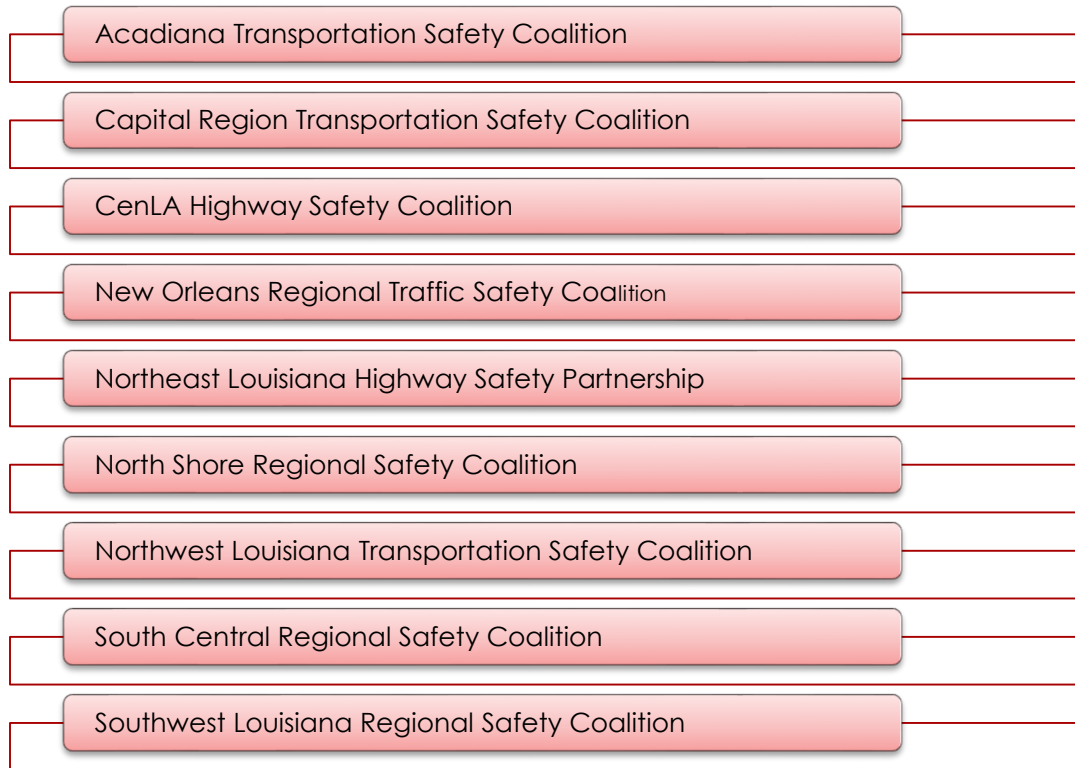 Acadiana Transportation Safety Coalition
Capital Region Transportation Safety Coalition
CenLA Highway Safety Coalition
New Orleans Regional Traffic Safety Coalition
Northeast Louisiana Highway Safety Partnership
North Shore Regional Safety Coalition
Northwest Louisiana Transportation Safety Coalition
South Central Regional Safety Coalition
Southwest Louisiana Regional Safety Coalition